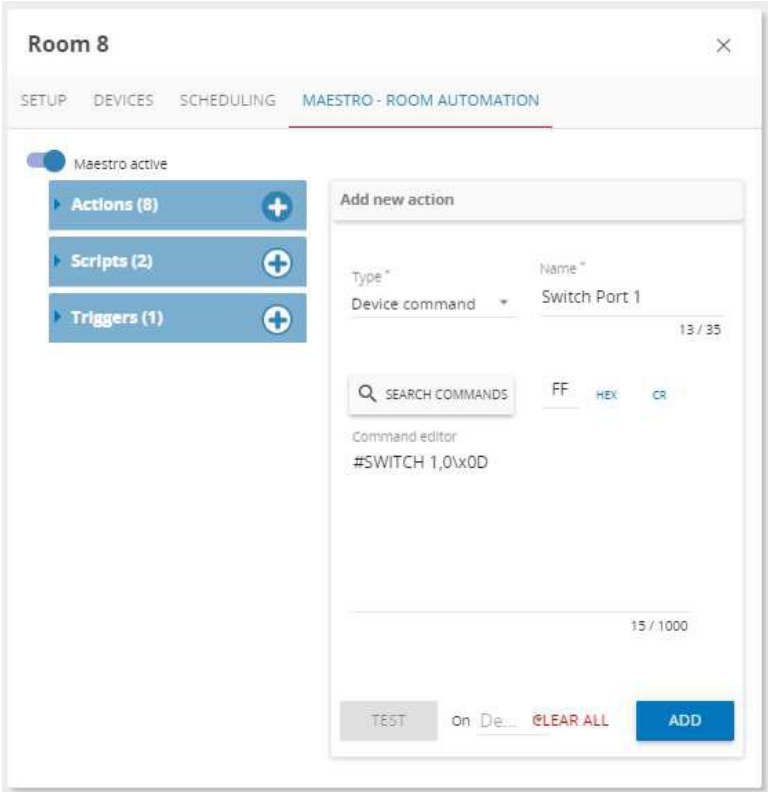 Room 8
SETUP DEVICES SCHEDULING MAESTRO - ROOM AUTOMATION
Maestro active
Actions (8)
Scripts (2)
Triggers (1)
Add new action
Type *
Device command
Name *
Switch Port 1
13 / 35
SEARCH COMMANDS FF HEX CR
Command editor
#SWITCH 1,0\x0D
15 / 1000
TEST On De... CLEAR ALL ADD